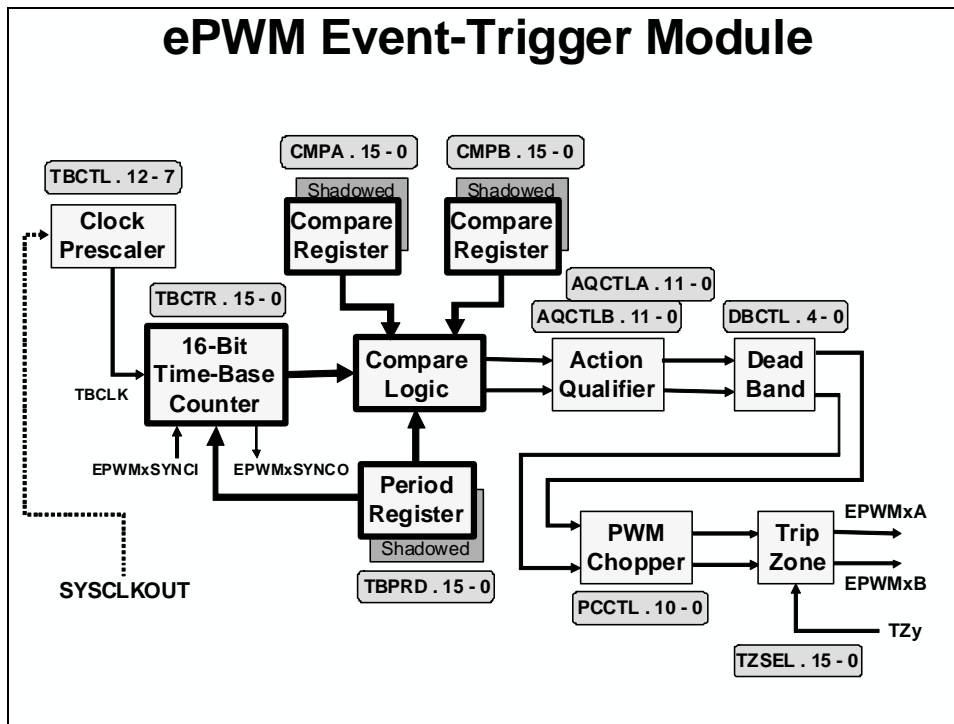 ePWM Event-Trigger Module
CMPA . 15 - 0
CMPB . 15 - 0
TBCTL . 12 - 7
Shadowed
Shadowed
Clock
Prescaler
Compare
Register
Compare
Register
AQCTLA . 11 - 0
TBCTR . 15 - 0
AQCTLB . 11 - 0
DBCTL . 4 - 0
16-Bit
Time-Base
Counter
Compare
Logic
Action
Qualifier
Dead
Band
TBCLK
EPWMxSYNCI
EPWMxSYNCO
Period
Register
Shadowed
TBPRD . 15 - 0
SYSCLKOUT
PWM
Chopper
Trip
Zone
EPWMxA
EPWMxB
PCCTL . 10 - 0
TZy
TZSEL . 15 - 0